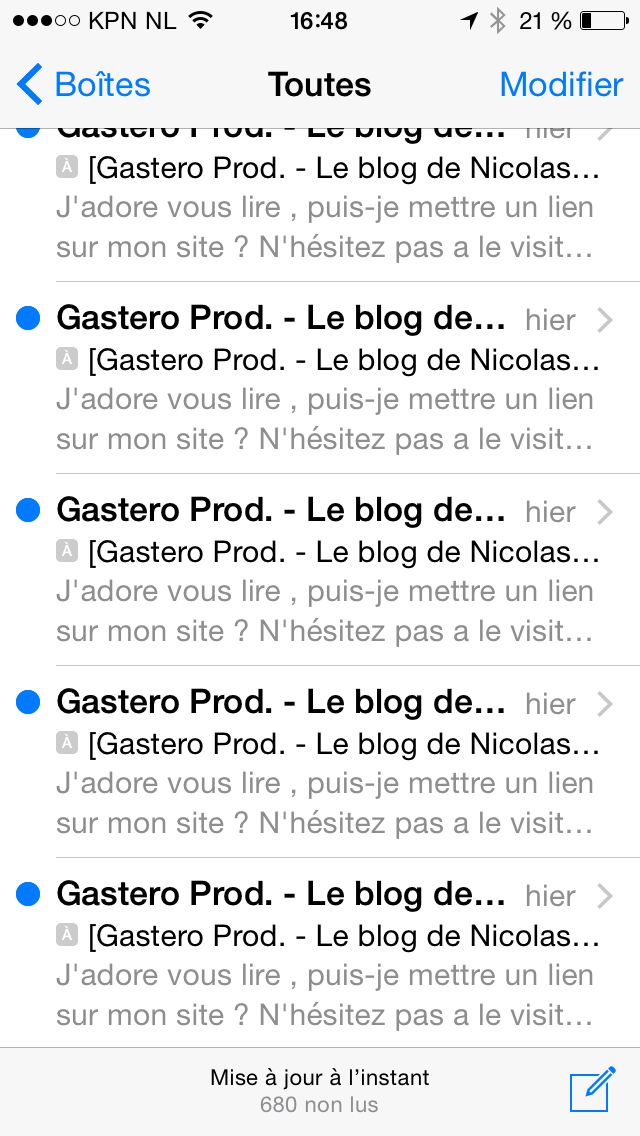 KPN NL 16:48 21 %
Boîtes Toutes Modifier
Gastero Prod. - Le blog de... hier
À [Gastero Prod. - Le blog de Nicolas...
J'adore vous lire , puis-je mettre un lien
sur mon site ? N'hésitez pas a le visit...
Gastero Prod. - Le blog de... hier
À [Gastero Prod. - Le blog de Nicolas...
J'adore vous lire , puis-je mettre un lien
sur mon site ? N'hésitez pas a le visit...
Gastero Prod. - Le blog de... hier
À [Gastero Prod. - Le blog de Nicolas...
J'adore vous lire , puis-je mettre un lien
sur mon site ? N'hésitez pas a le visit...
Gastero Prod. - Le blog de... hier
À [Gastero Prod. - Le blog de Nicolas...
J'adore vous lire , puis-je mettre un lien
sur mon site ? N'hésitez pas a le visit...
Gastero Prod. - Le blog de... hier
À [Gastero Prod. - Le blog de Nicolas...
J'adore vous lire , puis-je mettre un lien
sur mon site ? N'hésitez pas a le visit...
Mise à jour à l’instant
680 non lus